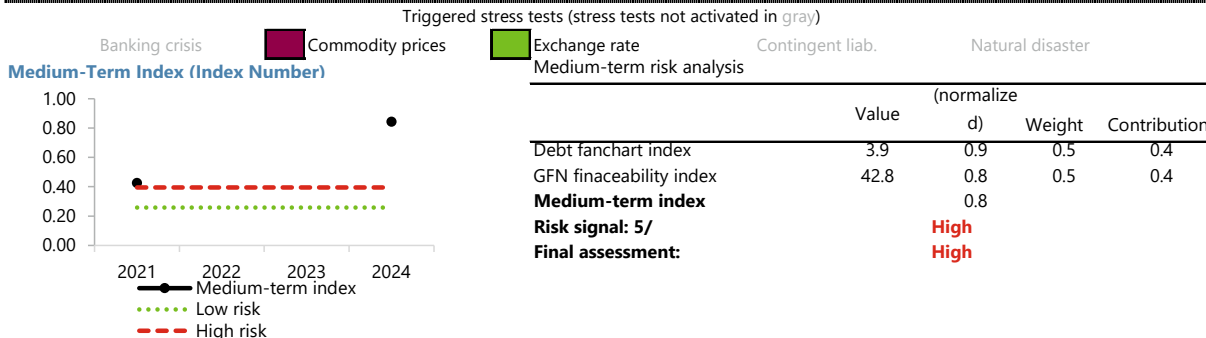 Triggered stress tests (stress tests not activated in gray)
Banking crisis Commodity prices Exchange rate Contingent liab. Natural disaster
Medium-Term Index (Index Number)
1.00
0.80
0.60
0.40
0.20
0.00
2021 2022 2023 2024
Medium-term index
Low risk
High risk
Medium-term risk analysis
Value (normalize
d) Weight Contribution
Debt fanchart index 3.9 0.9 0.5 0.4
GFN finaceability index 42.8 0.8 0.5 0.4
Medium-term index 0.8
Risk signal: 5/ High
Final assessment: High